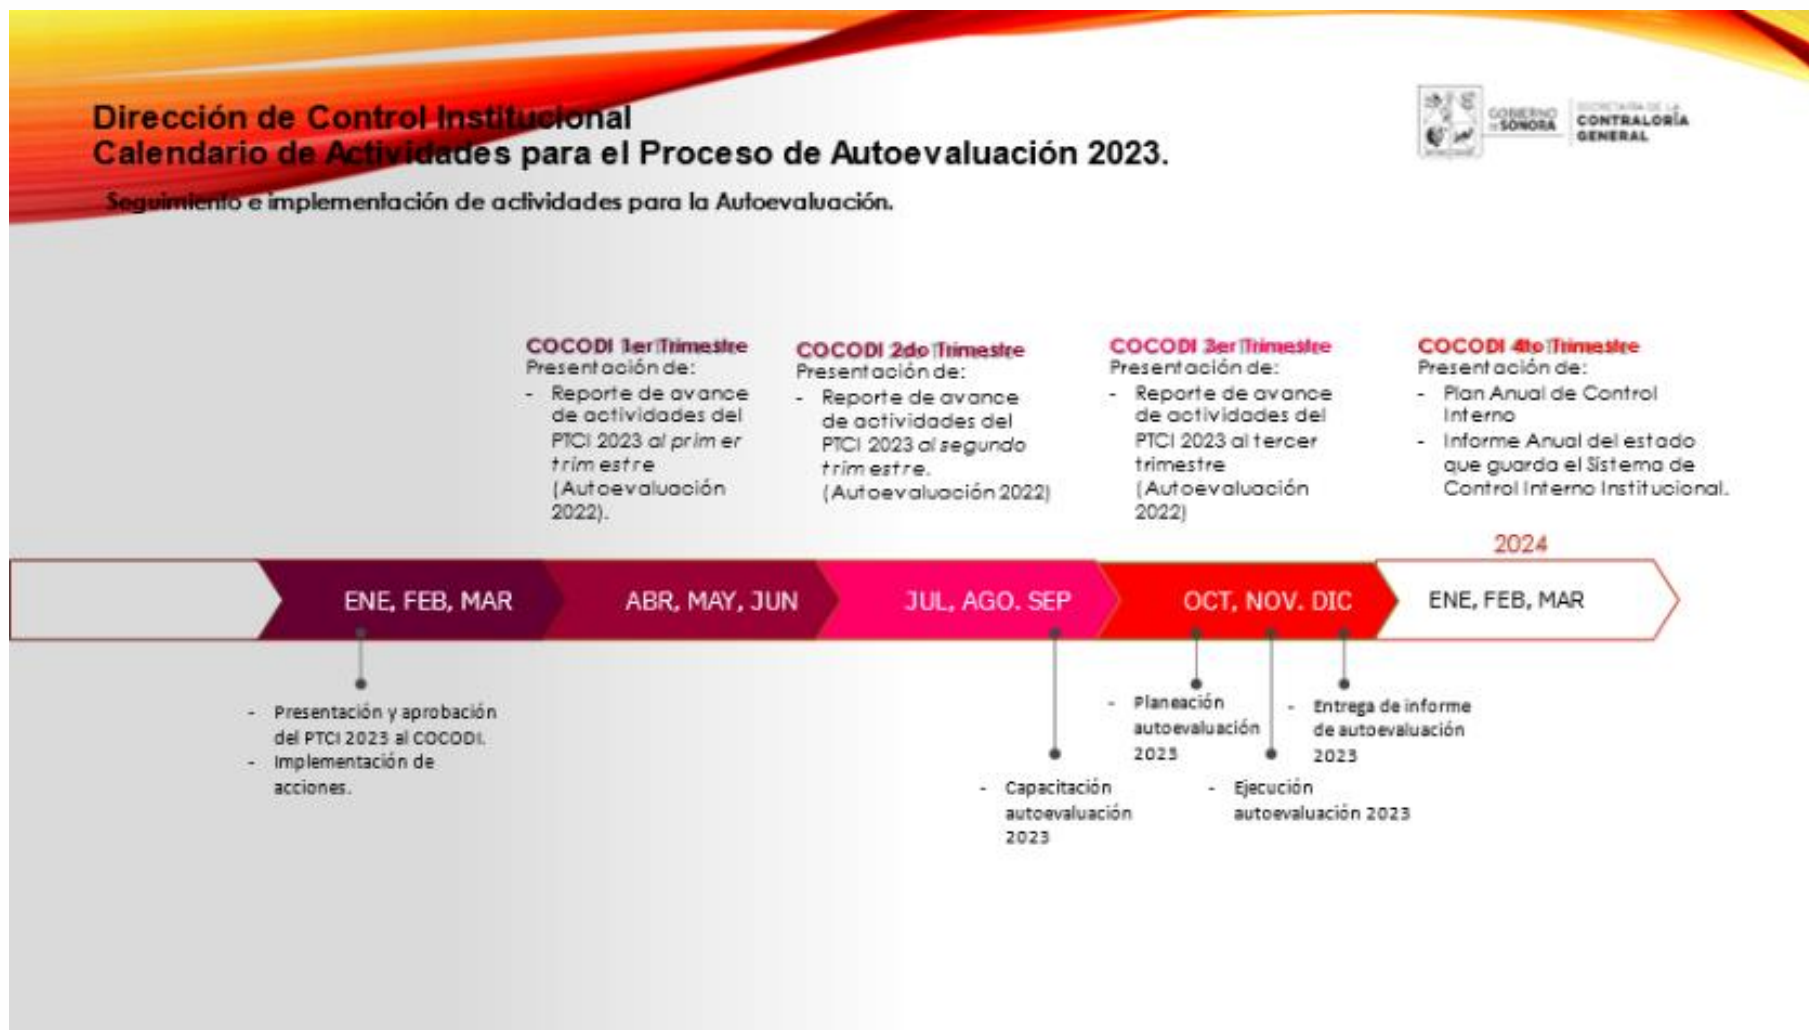 Dirección de Control Institucional
Calendario de Actividades para el Proceso de Autoevaluación 2023.
Seguimiento e implementación de actividades para la Autoevaluación.
GOBIERNO
DE SONORA
SECRETARÍA DE LA
CONTRALORÍA
GENERAL
COCODI 1er Trimestre
Presentación de:
- Reporte de avance
de actividades del
PTCI 2023 al primer
trimestre
(Autoevaluación
2022).
COCODI 2do Trimestre
Presentación de:
- Reporte de avance
de actividades del
PTCI 2023 al segundo
trimestre.
(Autoevaluación 2022)
COCODI 3er Trimestre
Presentación de:
- Reporte de avance
de actividades del
PTCI 2023 al tercer
trimestre
(Autoevaluación
2022)
COCODI 4to Trimestre
Presentación de:
- Plan Anual de Control
Interno
- Informe Anual del estado
que guarda el Sistema de
Control Interno Institucional.
2024
ENE, FEB, MAR
ABR, MAY, JUN
JUL, AGO. SEP
OCT, NOV. DIC
ENE, FEB, MAR
- Presentación y aprobación
del PTCI 2023 al COCODI.
- Implementación de
acciones.
- Capacitación
autoevaluación
2023
- Planeación
autoevaluación
2023
- Ejecución
autoevaluación 2023
- Entrega de informe
de autoevaluación
2023